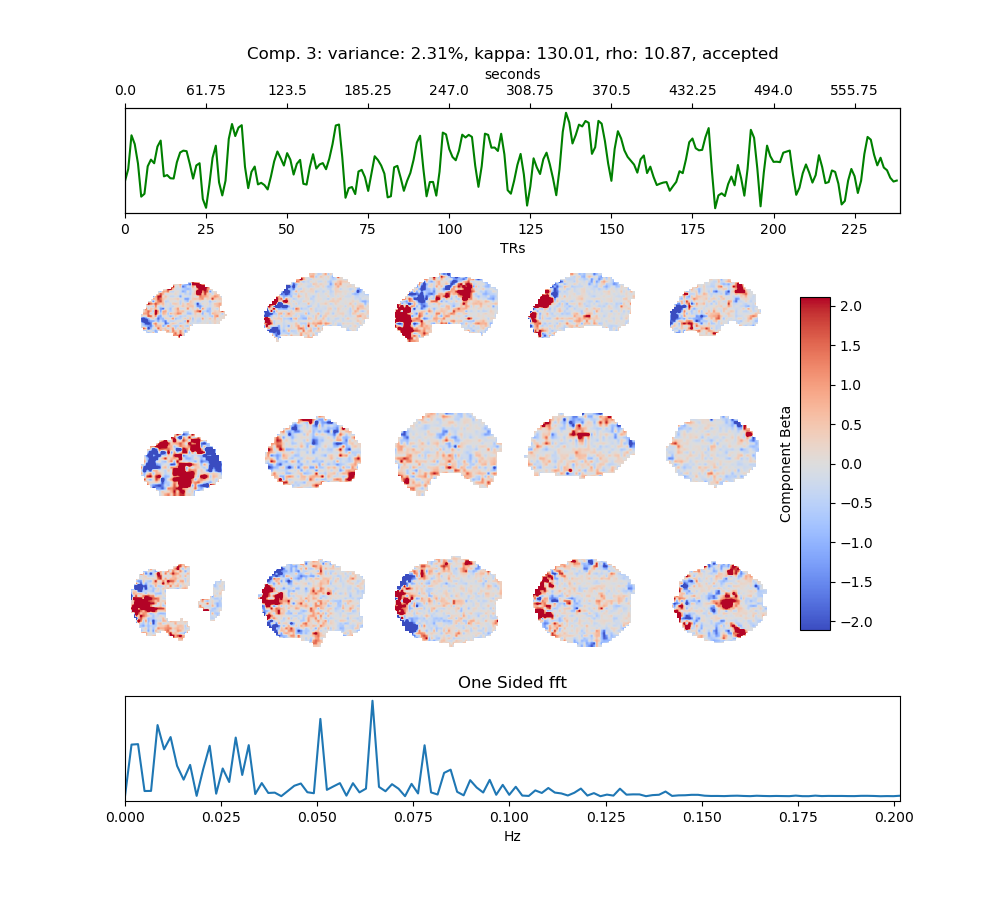 Comp. 3: variance: 2.31%, kappa: 130.01, rho: 10.87, accepted
seconds
0.0 61.75 123.5 185.25 247.0 308.75 370.5 432.25 494.0 555.75
0 25 50 75 100 125 150 175 200 225
TRs
2.0
1.5
1.0
0.5
0.0
−0.5
−1.0
−1.5
−2.0
Component Beta
One Sided fft
0.000 0.025 0.050 0.075 0.100 0.125 0.150 0.175 0.200
Hz